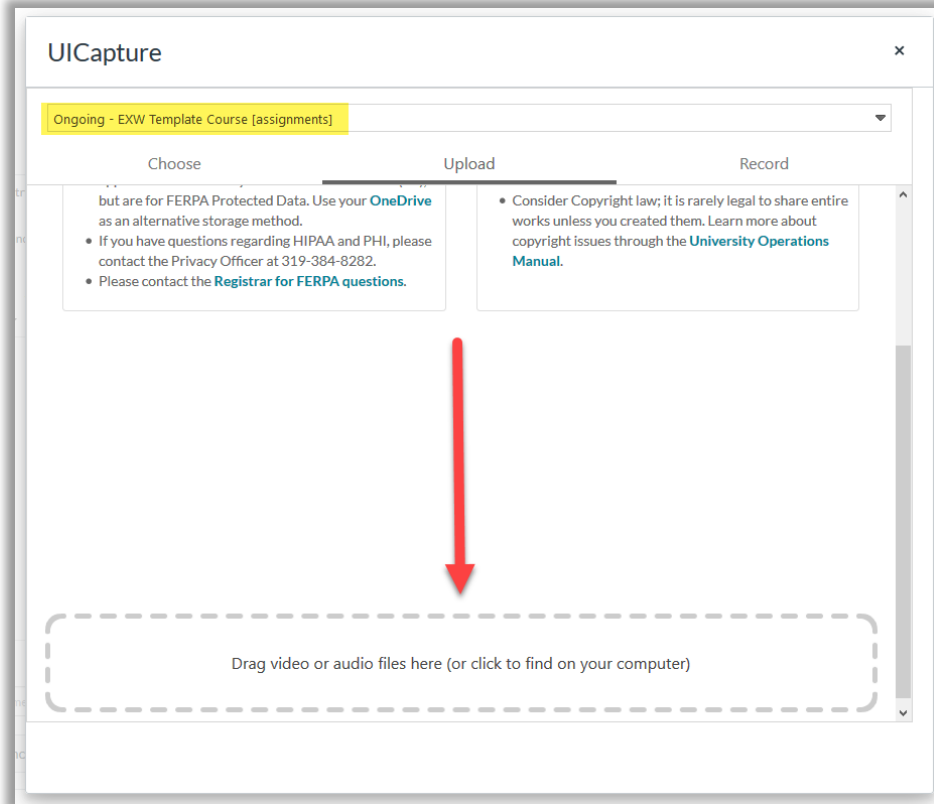 UICapture
×
Ongoing - EXW Template Course [assignments]
Choose
Upload
Record
but are for FERPA Protected Data. Use your OneDrive
as an alternative storage method.
• If you have questions regarding HIPAA and PHI, please
contact the Privacy Officer at 319-384-8282.
• Please contact the Registrar for FERPA questions.
• Consider Copyright law; it is rarely legal to share entire
works unless you created them. Learn more about
copyright issues through the University Operations
Manual.
Drag video or audio files here (or click to find on your computer)